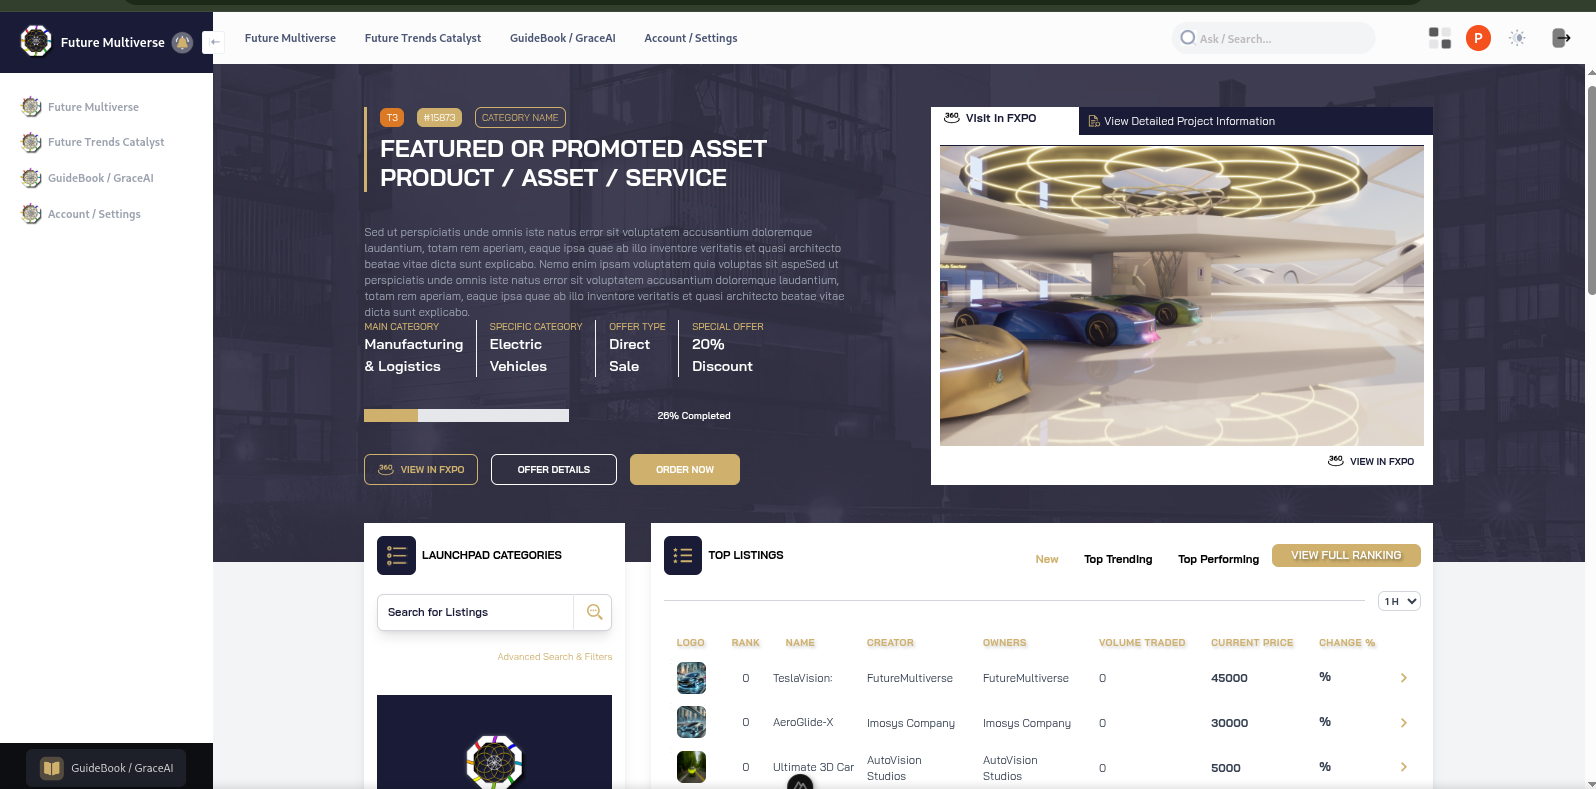 Future Multiverse
Future Multiverse
Future Trends Catalyst
GuideBook / GraceAI
Account / Settings
Ask / Search...
P
Future Multiverse
Future Trends Catalyst
GuideBook / GraceAI
Account / Settings
GuideBook / GraceAI
T3
#15873
CATEGORY NAME
FEATURED OR PROMOTED ASSET
PRODUCT / ASSET / SERVICE
Sed ut perspiciatis unde omnis iste natus error sit voluptatem accusantium doloremque
laudantium, totam rem aperiam, eaque ipsa quae ab illo inventore veritatis et quasi architecto
beatae vitae dicta sunt explicabo. Nemo enim ipsam voluptatem quia voluptas sit aspeSed ut
perspiciatis unde omnis iste natus error sit voluptatem accusantium doloremque laudantium,
totam rem aperiam, eaque ipsa quae ab illo inventore veritatis et quasi architecto beatae vitae
dicta sunt explicabo.
MAIN CATEGORY
Manufacturing
& Logistics
SPECIFIC CATEGORY
Electric
Vehicles
OFFER TYPE
Direct
Sale
SPECIAL OFFER
20%
Discount
26% Completed
360 VIEW IN FXPO
OFFER DETAILS
ORDER NOW
360 Visit In FXPO
View Detailed Project Information
360 VIEW IN FXPO
LAUNCHPAD CATEGORIES
Search for Listings
Advanced Search & Filters
TOP LISTINGS
New
Top Trending
Top Performing
VIEW FULL RANKING
1 H
LOGO RANK NAME CREATOR OWNERS VOLUME TRADED CURRENT PRICE CHANGE %
0 TeslaVision: FutureMultiverse FutureMultiverse 0 45000 %
0 AeroGlide-X Imosys Company Imosys Company 0 30000 %
0 Ultimate 3D Car AutoVision Studios AutoVision Studios 0 5000 %